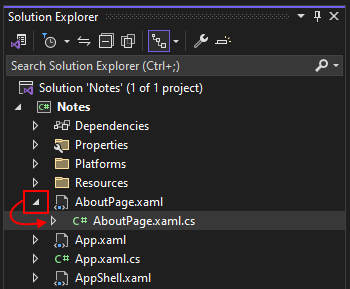 Solution Explorer
Search Solution Explorer (Ctrl+;)
Solution 'Notes' (1 of 1 project)
C# Notes
Dependencies
Properties
Platforms
Resources
AboutPage.xaml
C# AboutPage.xaml.cs
App.xaml
C# App.xaml.cs
AppShell.xaml